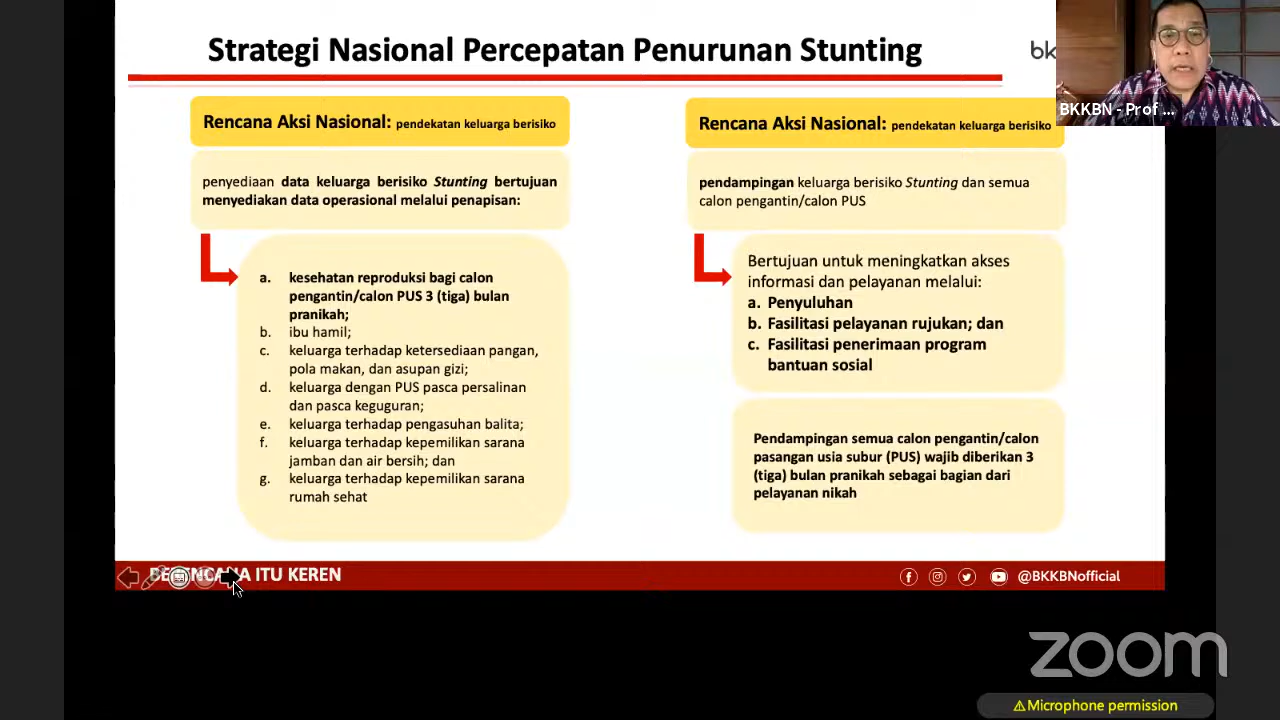 Strategi Nasional Percepatan Penurunan Stunting
bk
BKKBN - Prof ...
Rencana Aksi Nasional: pendekatan keluarga berisiko
penyediaan data keluarga berisiko Stunting bertujuan
menyediakan data operasional melalui penapisan:
a. kesehatan reproduksi bagi calon
pengantin/calon PUS 3 (tiga) bulan
pranikah;
b. ibu hamil;
c. keluarga terhadap ketersediaan pangan,
pola makan, dan asupan gizi;
d. keluarga dengan PUS pasca persalinan
dan pasca keguguran;
e. keluarga terhadap pengasuhan balita;
f. keluarga terhadap kepemilikan sarana
jamban dan air bersih; dan
g. keluarga terhadap kepemilikan sarana
rumah sehat
Rencana Aksi Nasional: pendekatan keluarga berisiko
pendampingan keluarga berisiko Stunting dan semua
calon pengantin/calon PUS
Bertujuan untuk meningkatkan akses
informasi dan pelayanan melalui:
a. Penyuluhan
b. Fasilitasi pelayanan rujukan; dan
c. Fasilitasi penerimaan program
bantuan sosial
Pendampingan semua calon pengantin/calon
pasangan usia subur (PUS) wajib diberikan 3
(tiga) bulan pranikah sebagai bagian dari
pelayanan nikah
BERENCANA ITU KEREN
@BKKBNofficial
zoom
Microphone permission